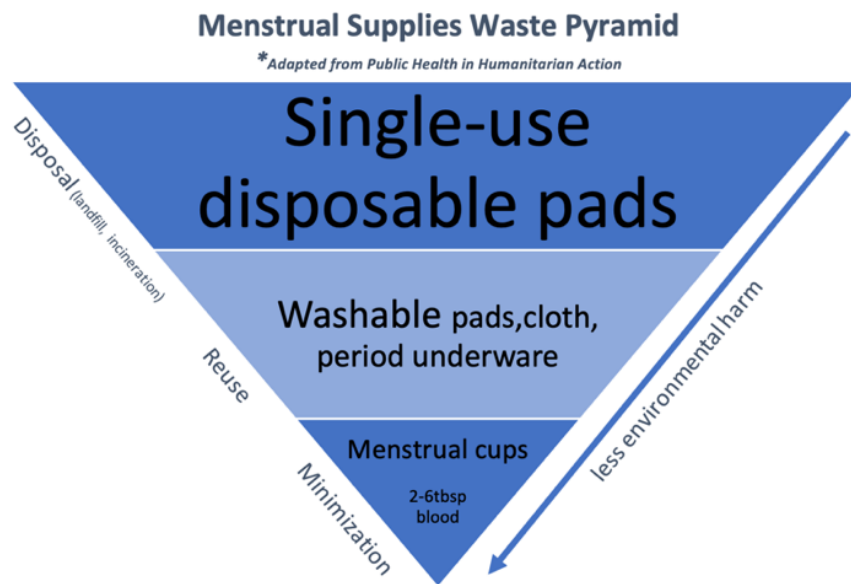 Menstrual Supplies Waste Pyramid
*Adapted from Public Health in Humanitarian Action
Single-use
disposable pads
Disposal (landfill, incineration)
Washable pads,cloth,
period underware
Reuse
less environmental harm
Menstrual cups
2-6tbsp
blood
Minimization